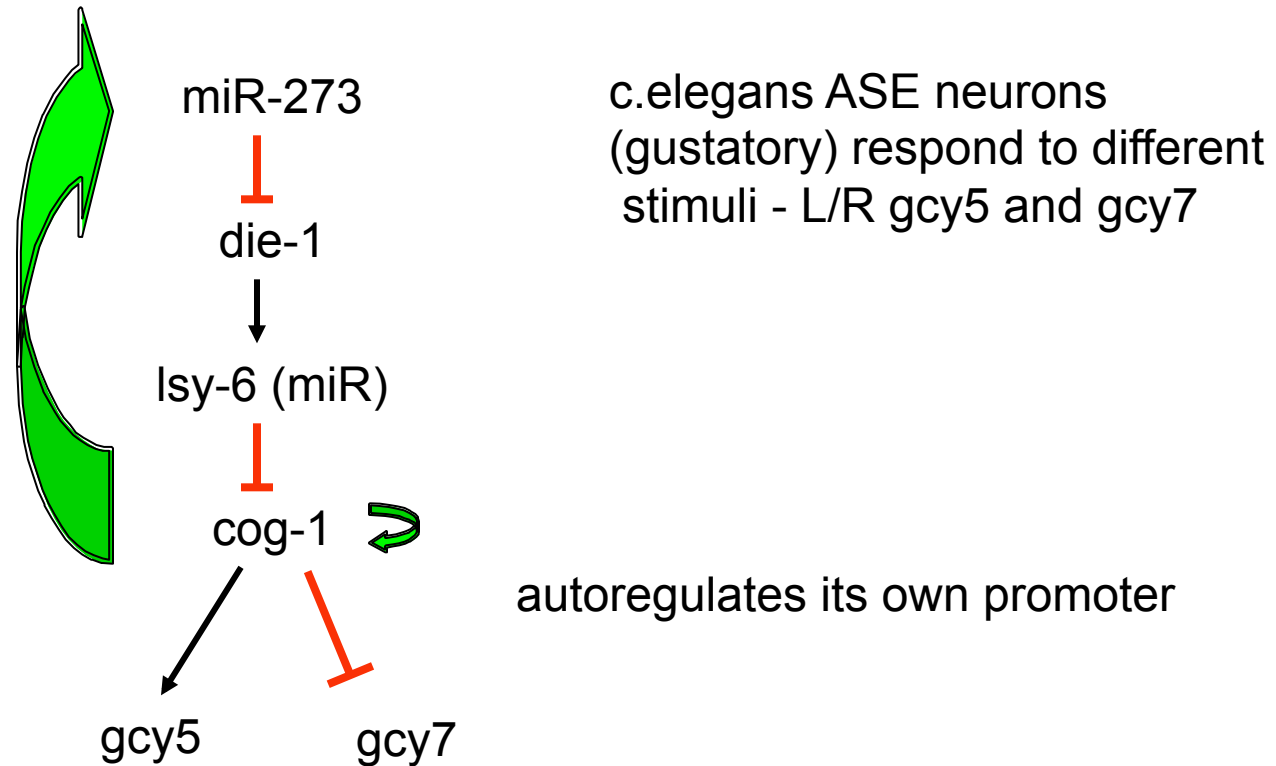 miR-273
c.elegans ASE neurons
(gustatory) respond to different
stimuli - L/R gcy5 and gcy7
die-1
lsy-6 (miR)
cog-1
autoregulates its own promoter
gcy5
gcy7